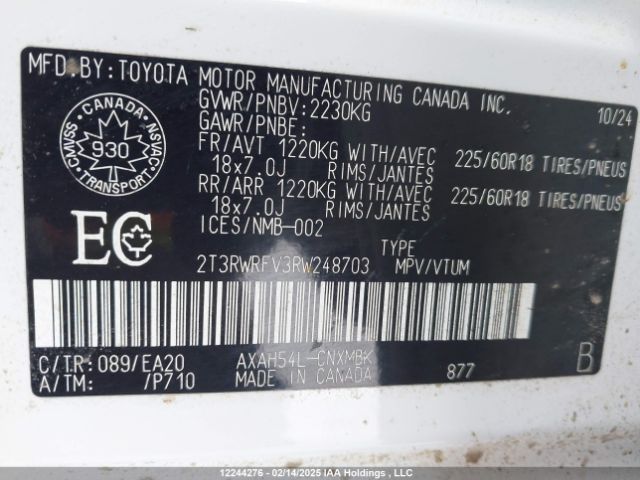 MFD.BY:TOYOTA MOTOR MANUFACTURING CANADA INC.
GVWR/PNBV:2230KG 10/24
GAWR/PNBE:
FR/AVT 1220KG WITH/AVEC 225/60R18 TIRES/PNEUS
18x7.0J RIMS/JANTES
RR/ARR 1220KG WITH/AVEC 225/60R18 TIRES/PNEUS
18x7.0J RIMS/JANTES
ICES/NMB-002
CANADA
CMVSS
NSVAC
930
TRANSPORT
EC
TYPE
2T3RWRFV3RW248703 MPV/VTUM
C/TR:089/EA20 AXAH54L-CNXMBK
A/TM: /P710 MADE IN CANADA 877 B
12244276 - 02/14/2025 - IMPACT AUTO AUCTIONS, LLC